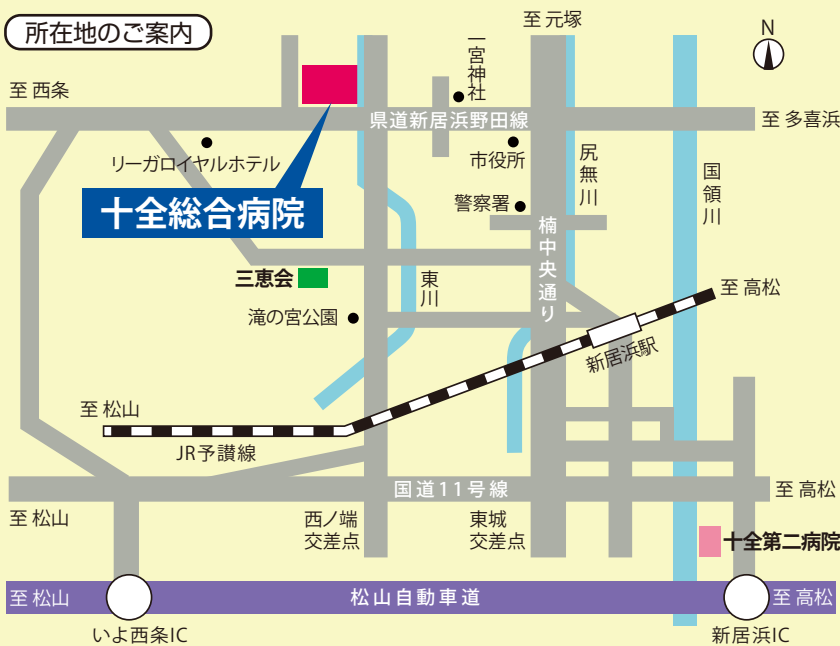 所在地のご案内
至 元塚
N
至 西条
一宮神社
県道新居浜野田線
至 多喜浜
リーガロイヤルホテル
市役所
尻無川
国領川
十全総合病院
警察署
楠中央通り
三恵会
東川
至 高松
滝の宮公園
新居浜駅
至 松山
JR予讃線
国道11号線
至 高松
至 松山
西ノ端
交差点
東城
交差点
十全第二病院
至 松山
松山自動車道
至 高松
いよ西条IC
新居浜IC